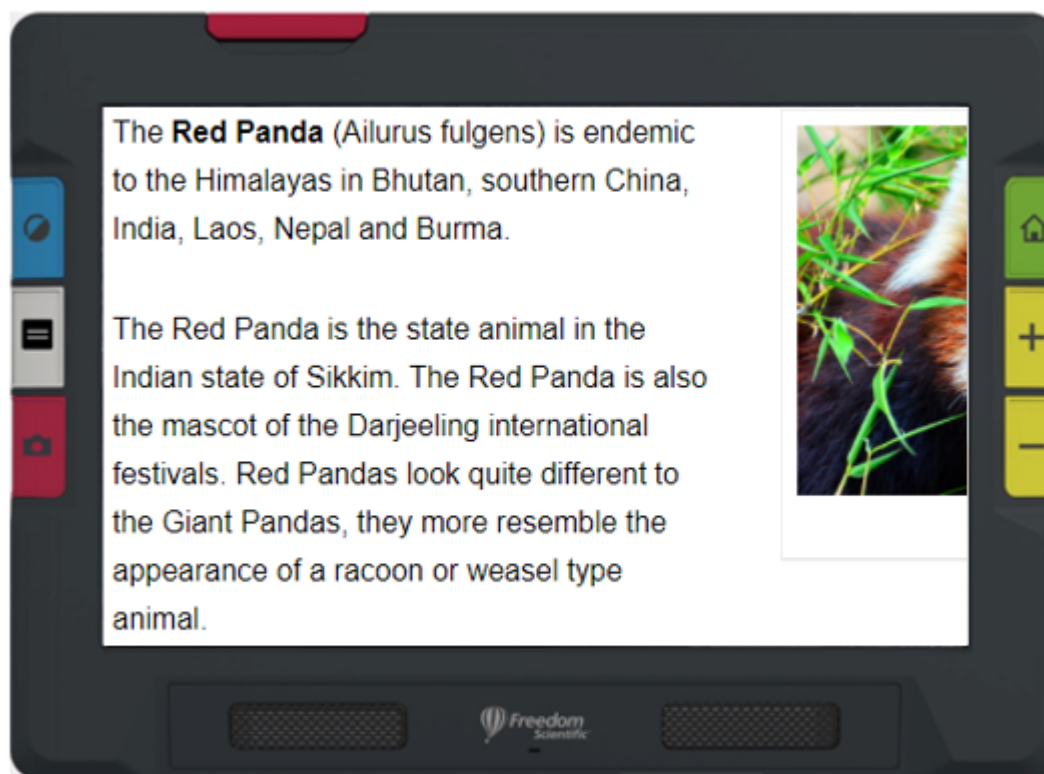 The Red Panda (Ailurus fulgens) is endemic
to the Himalayas in Bhutan, southern China,
India, Laos, Nepal and Burma.
The Red Panda is the state animal in the
Indian state of Sikkim. The Red Panda is also
the mascot of the Darjeeling international
festivals. Red Pandas look quite different to
the Giant Pandas, they more resemble the
appearance of a racoon or weasel type
animal.
Freedom
Scientific